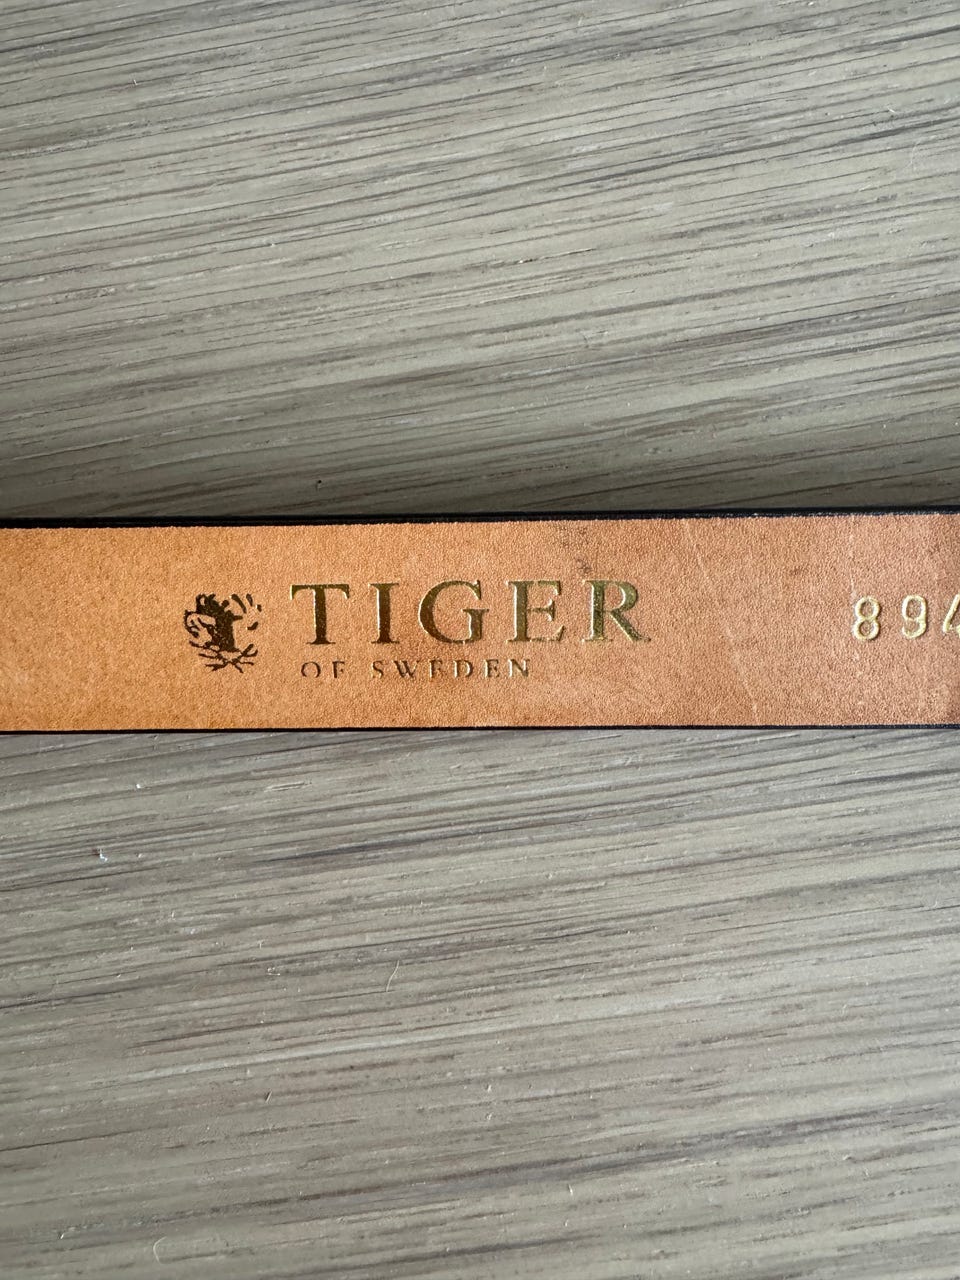 TIGER
OF SWEDEN
894